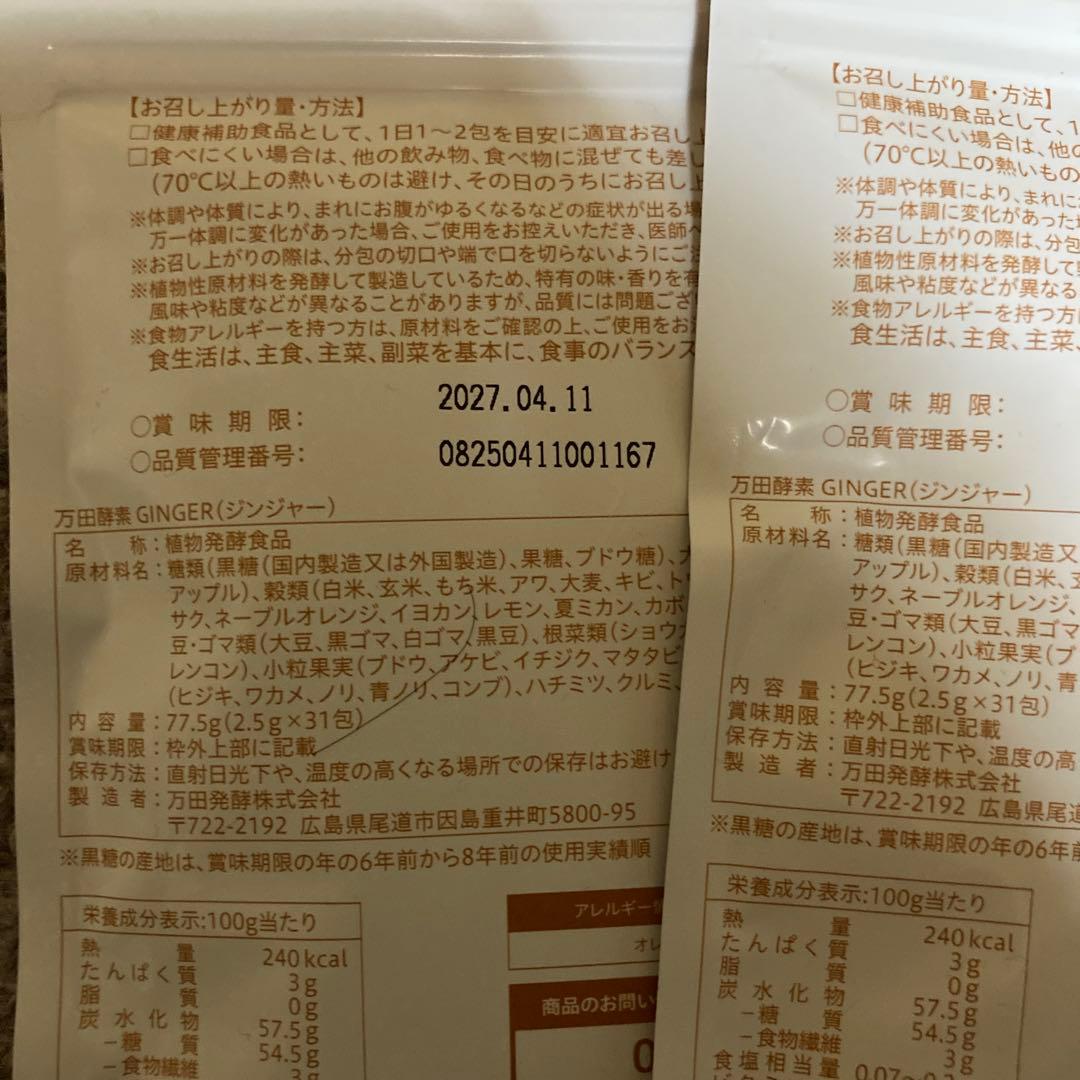 【お召し上がり量・方法】
□健康補助食品として、1日1～2包を目安に適宜お召し
□食べにくい場合は、他の飲み物、食べ物に混ぜても差し
(70℃以上の熱いものは避け、その日のうちにお召し
※体調や体質により、まれにお腹がゆるくなるなどの症状が出る場
万一体調に変化があった場合、ご使用をお控えいただき、医師へ
※お召し上がりの際は、分包の切口や端で口を切らないようにご注
※植物性原材料を発酵して製造しているため、特有の味・香りを有
風味や粘度などが異なることがありますが、品質には問題ござ
※食物アレルギーを持つ方は、原材料をご確認の上、ご使用をお
食生活は、主食、主菜、副菜を基本に、食事のバランス
○賞味期限: 2027.04.11
○品質管理番号: 08250411001167
万田酵素 GINGER(ジンジャー)
名称:植物発酵食品
原材料名:糖類(黒糖(国内製造又は外国製造)、果糖、ブドウ糖)、
アップル)、穀類(白米、玄米、もち米、アワ、大麦、キビ、ト
サク、ネーブルオレンジ、イヨカン、レモン、夏ミカン、カボ
豆・ゴマ類(大豆、黒ゴマ、白ゴマ、黒豆)、根菜類(ショウガ
レンコン)、小粒果実(ブドウ、アケビ、イチジク、マタタビ
(ヒジキ、ワカメ、ノリ、青ノリ、コンブ)、ハチミツ、クルミ、
内容量:77.5g(2.5g×31包)
賞味期限:枠外上部に記載
保存方法:直射日光下や、温度の高くなる場所での保存はお避け
製造者:万田発酵株式会社
〒722-2192 広島県尾道市因島重井町5800-95
※黒糖の産地は、賞味期限の年の6年前から8年前の使用実績順
栄養成分表示:100g当たり
熱量 240kcal
たんぱく質 3g
脂質 0g
炭水化物 57.5g
-糖質 54.5g
-食物繊維 3g
アレルギー
オレ
商品のお問い
0
【お召し上がり量・方法】
□健康補助食品として、1
□食べにくい場合は、他の
(70℃以上の熱いもの
※体調や体質により、まれに
万一体調に変化があった
※お召し上がりの際は、分包
※植物性原材料を発酵して
風味や粘度などが異なる
※食物アレルギーを持つ方
食生活は、主食、主菜、
○賞味期限:
○品質管理番号:
万田酵素 GINGER(ジンジャー)
名称:植物発酵食品
原材料名:糖類(黒糖(国内製造又
アップル)、穀類(白米、玄
サク、ネーブルオレンジ、
豆・ゴマ類(大豆、黒ゴマ
レンコン)、小粒果実(ブ
(ヒジキ、ワカメ、ノリ、青
内容量:77.5g(2.5g×31包)
賞味期限:枠外上部に記載
保存方法:直射日光下や、温度の高
製造者:万田発酵株式会社
〒722-2192 広島県尾道
※黒糖の産地は、賞味期限の年の6年前
栄養成分表示:100g当たり
熱量 240kcal
たんぱく質 3g
脂質 0g
炭水化物 57.5g
-糖質 54.5g
-食物繊維 3g
食塩相当量